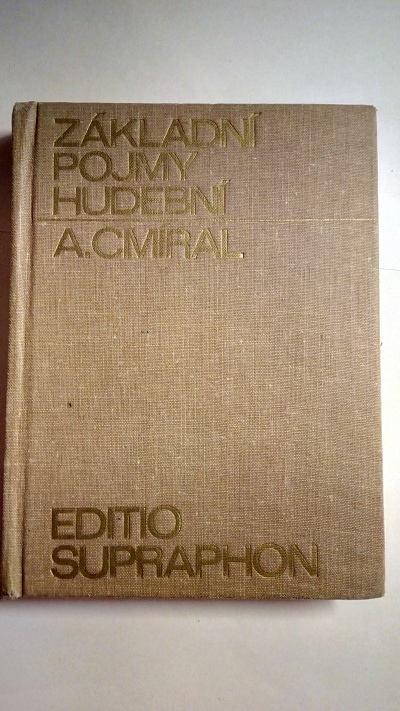 ZÁKLADNÍ
POJMY
HUDEBNÍ
A. CMIRAL
EDITIO
SUPRAPHON